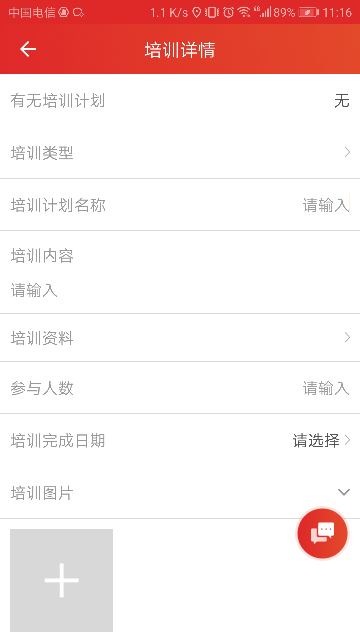 中国电信 1.1 K/s 46 89% 11:16
培训详情
有无培训计划 无
培训类型
培训计划名称 请输入
培训内容
请输入
培训资料
参与人数 请输入
培训完成日期 请选择
培训图片